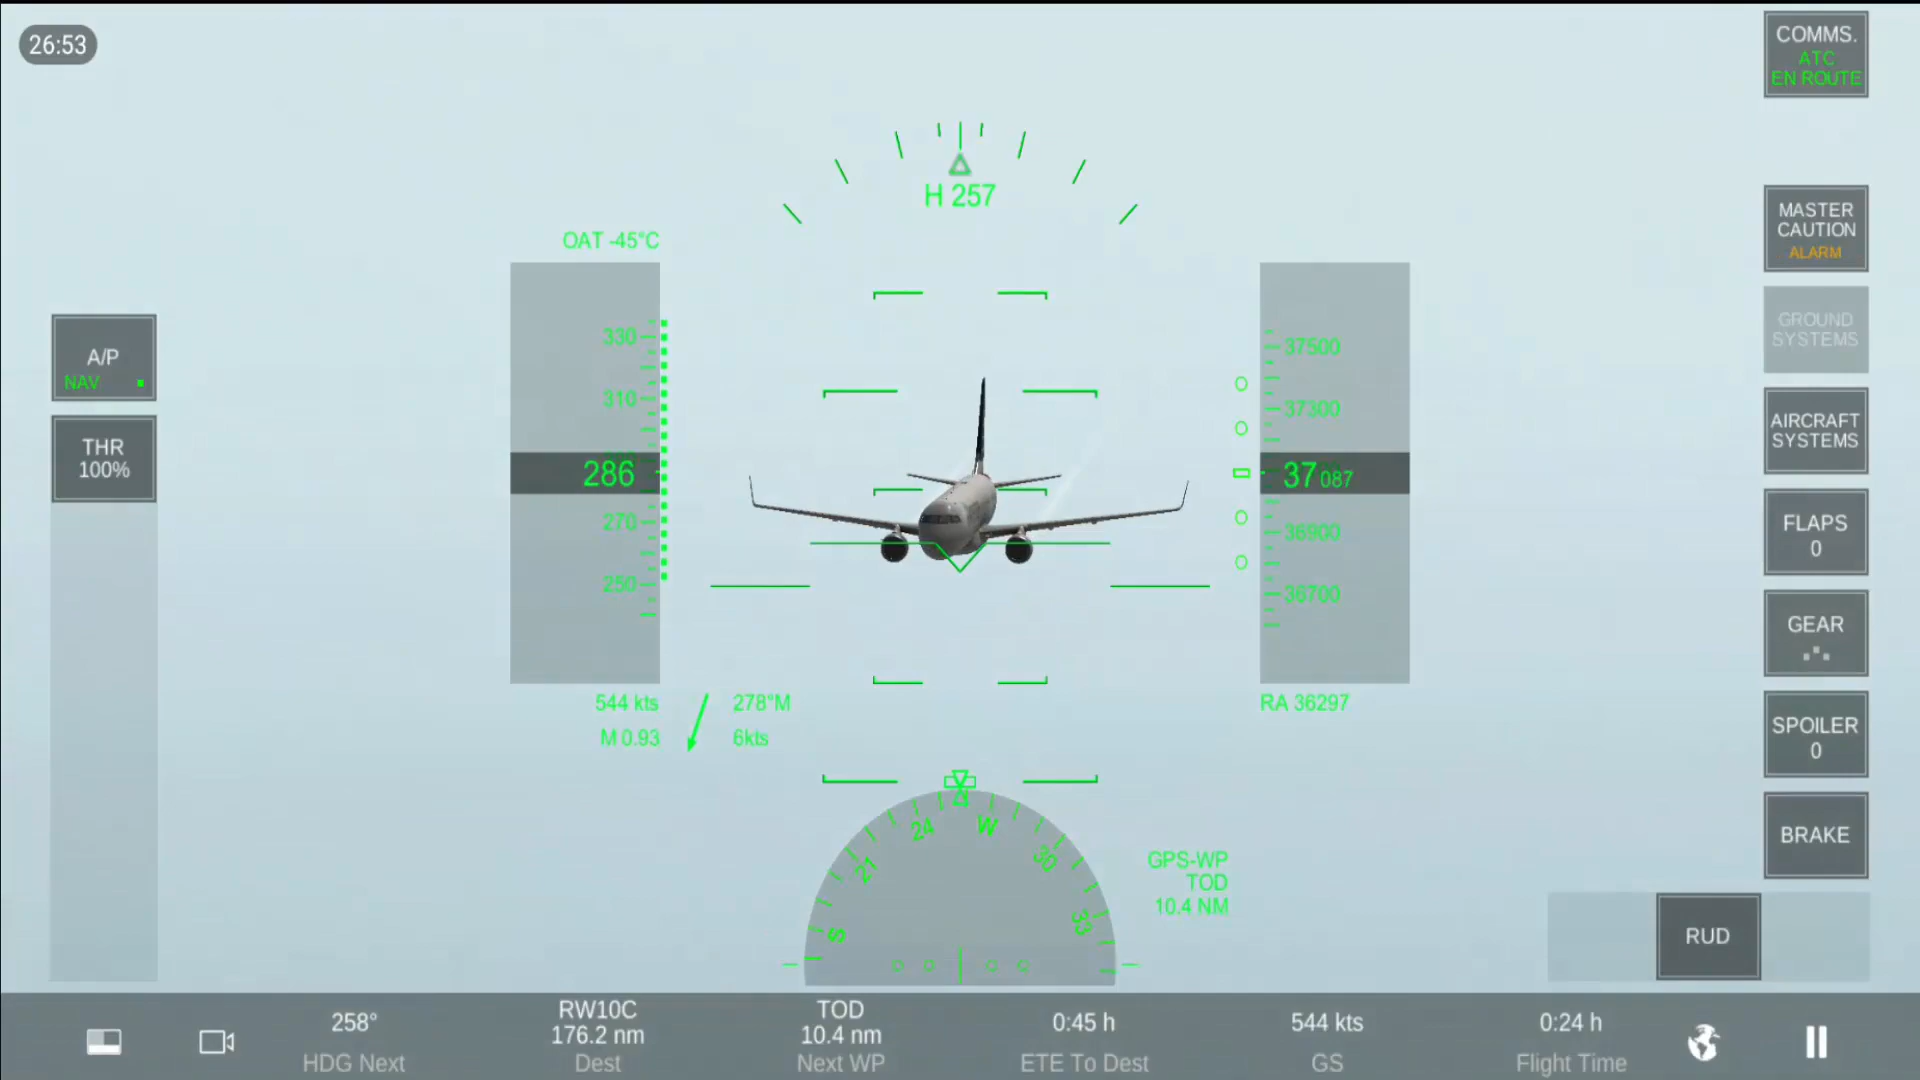 26:53
COMMS.
ATC
EN ROUTE
H 257
OAT -45°C
MASTER
CAUTION
ALARM
GROUND
SYSTEMS
AIRCRAFT
SYSTEMS
FLAPS
0
GEAR
SPOILER
0
BRAKE
RUD
A/P
NAV
THR
100%
330
310
286
270
250
37500
37300
37 087
36900
36700
544 kts
M 0.93
278°M
6kts
RA 36297
S
21
24
W
30
33
GPS-WP
TOD
10.4 NM
258°
HDG Next
RW10C
176.2 nm
Dest
TOD
10.4 nm
Next WP
0:45 h
ETE To Dest
544 kts
GS
0:24 h
Flight Time